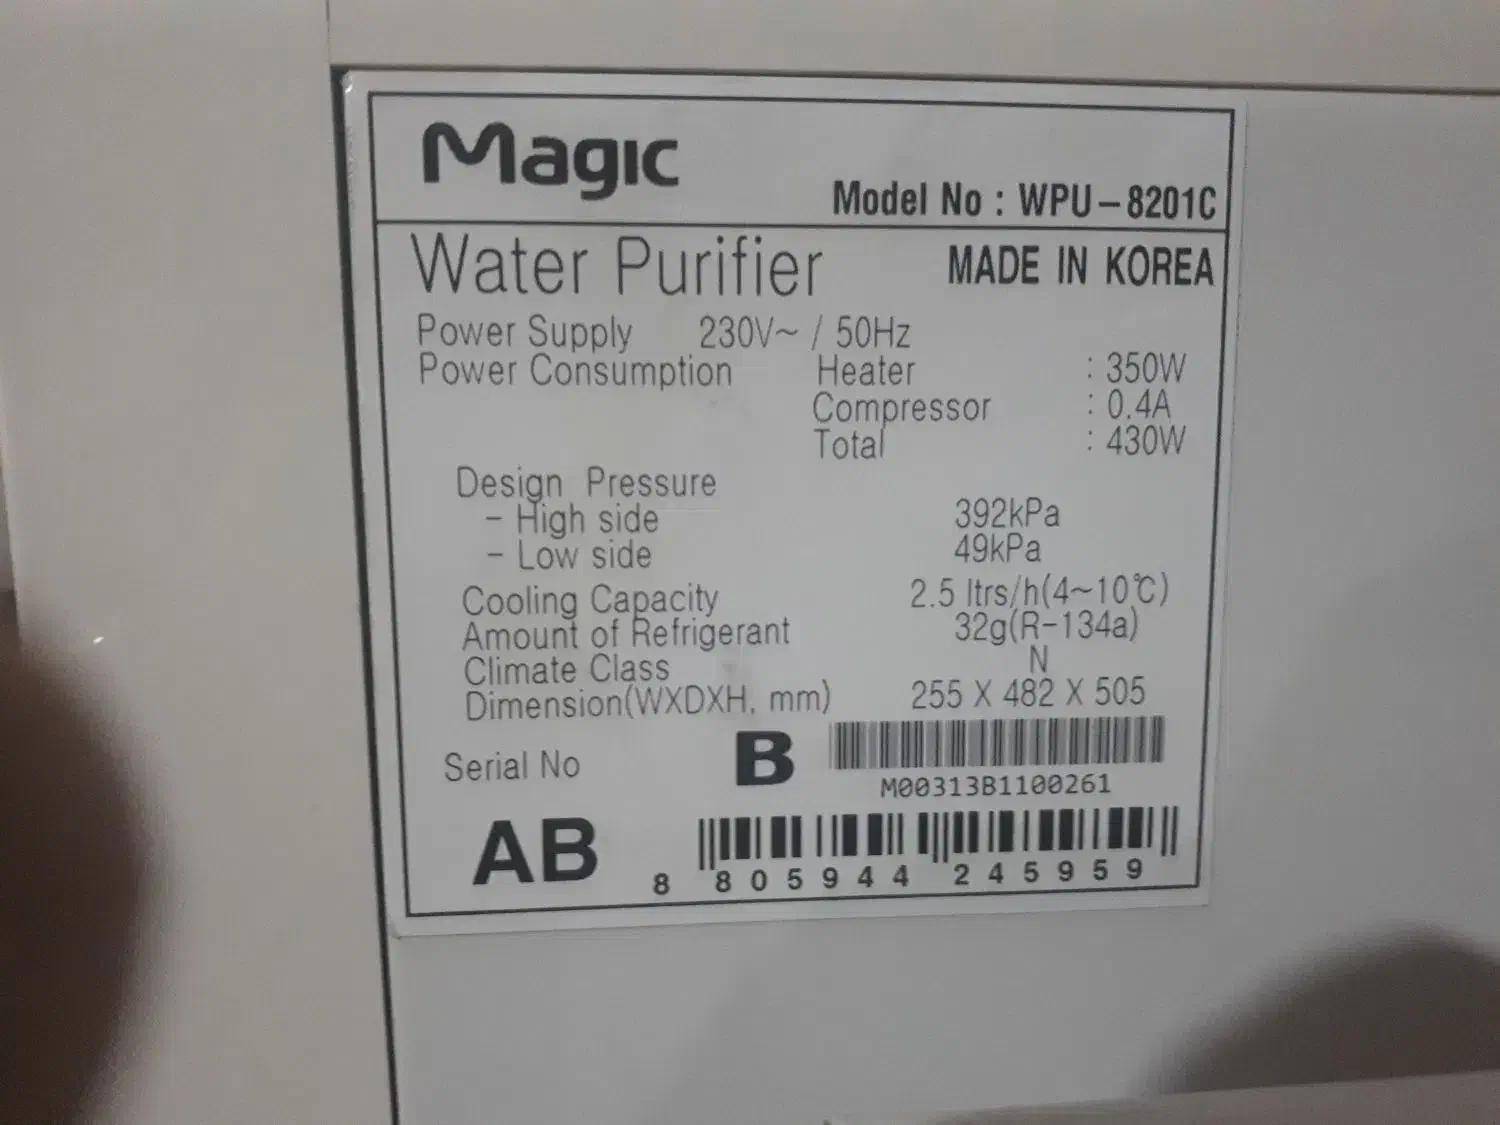 Magic
Model No : WPU-8201C
Water Purifier MADE IN KOREA
Power Supply 230V~ / 50Hz
Power Consumption Heater : 350W
Compressor : 0.4A
Total : 430W
Design Pressure
- High side 392kPa
- Low side 49kPa
Cooling Capacity 2.5 ltrs/h(4~10℃)
Amount of Refrigerant 32g(R-134a)
Climate Class N
Dimension(WXDXH, mm) 255 X 482 X 505
Serial No B
M00313B1100261
AB
8 805944 245959